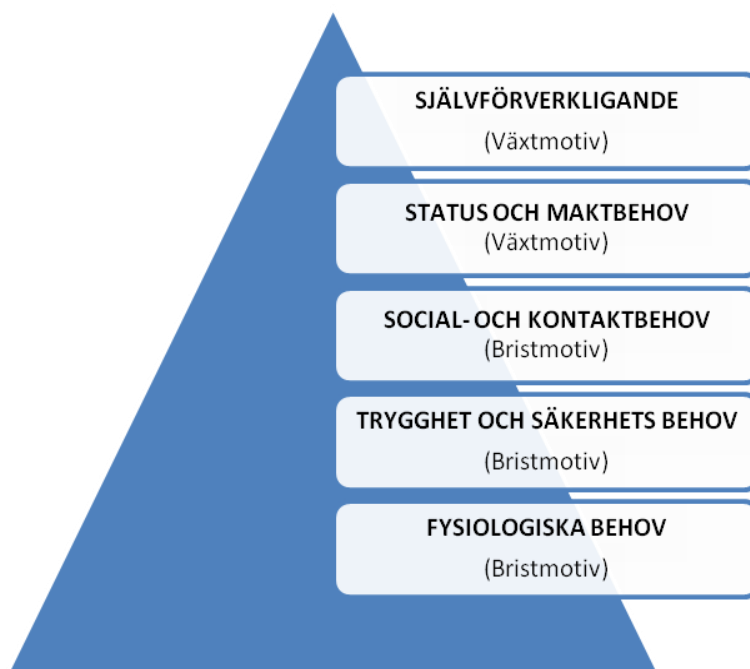 SJÄLVFÖRVERKLIGANDE
(Växtmotiv)
STATUS OCH MAKTBEHOV
(Växtmotiv)
SOCIAL- OCH KONTAKTBEHOV
(Bristmotiv)
TRYGGHET OCH SÄKERHETS BEHOV
(Bristmotiv)
FYSIOLOGISKA BEHOV
(Bristmotiv)